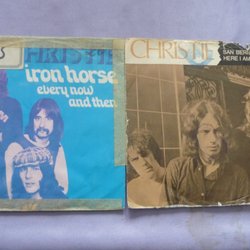 CHRISTIE
iron horse
every now
and then
CHRISTIE
SAN BER
HERE I AM